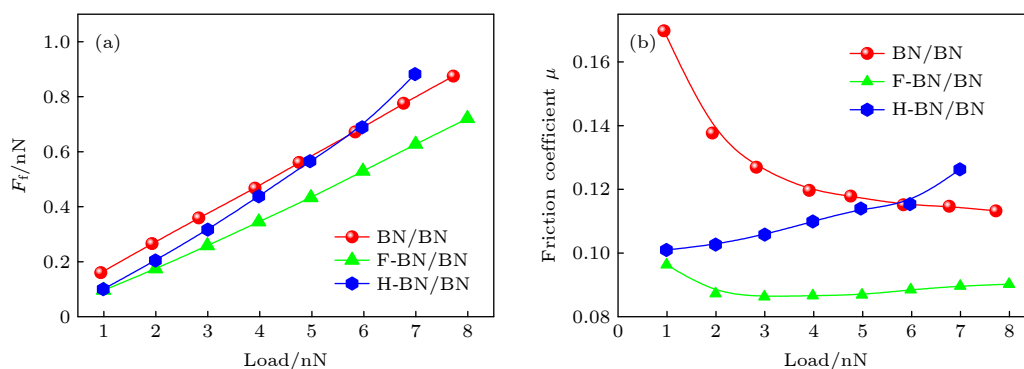 (a)
1.0
0.8
0.6
0.4
0.2
0
1 2 3 4 5 6 7 8
Load/nN
F_f/nN
BN/BN
F-BN/BN
H-BN/BN
(b)
0.16
0.14
0.12
0.10
0.08
0 1 2 3 4 5 6 7 8
Load/nN
Friction coefficient μ
BN/BN
F-BN/BN
H-BN/BN